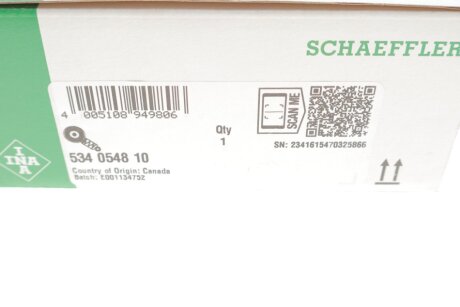 SCHAEFFLER
4 005108 949806
SCAN ME
Qty
1
SN: 2341615470325866
534 0548 10
Country of Origin: Canada
Batch: E001134752
INA
INA